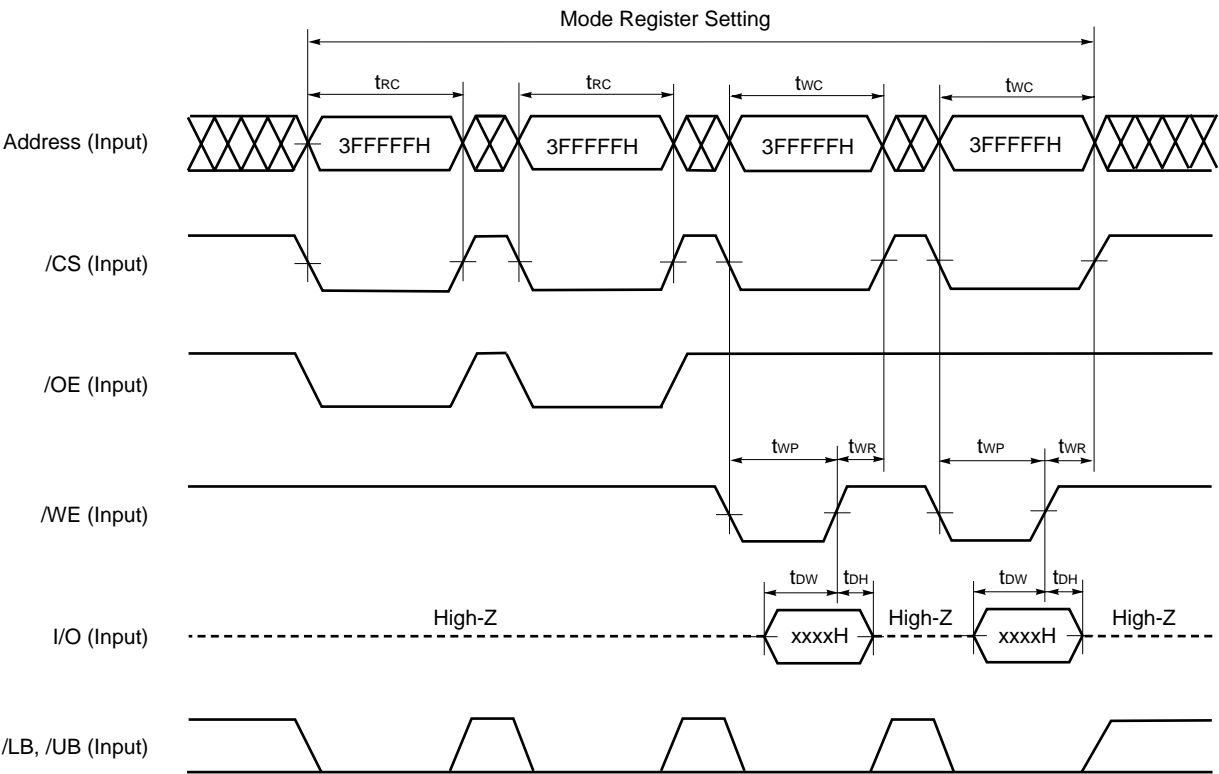 Mode Register Setting
tRC tRC tWC tWC
Address (Input) 3FFFFFH 3FFFFFH 3FFFFFH 3FFFFFH
/CS (Input)
/OE (Input)
tWP tWR tWP tWR
/WE (Input)
tDW tDH tDW tDH
I/O (Input) High-Z xxxxH High-Z xxxxH High-Z
/LB, /UB (Input)